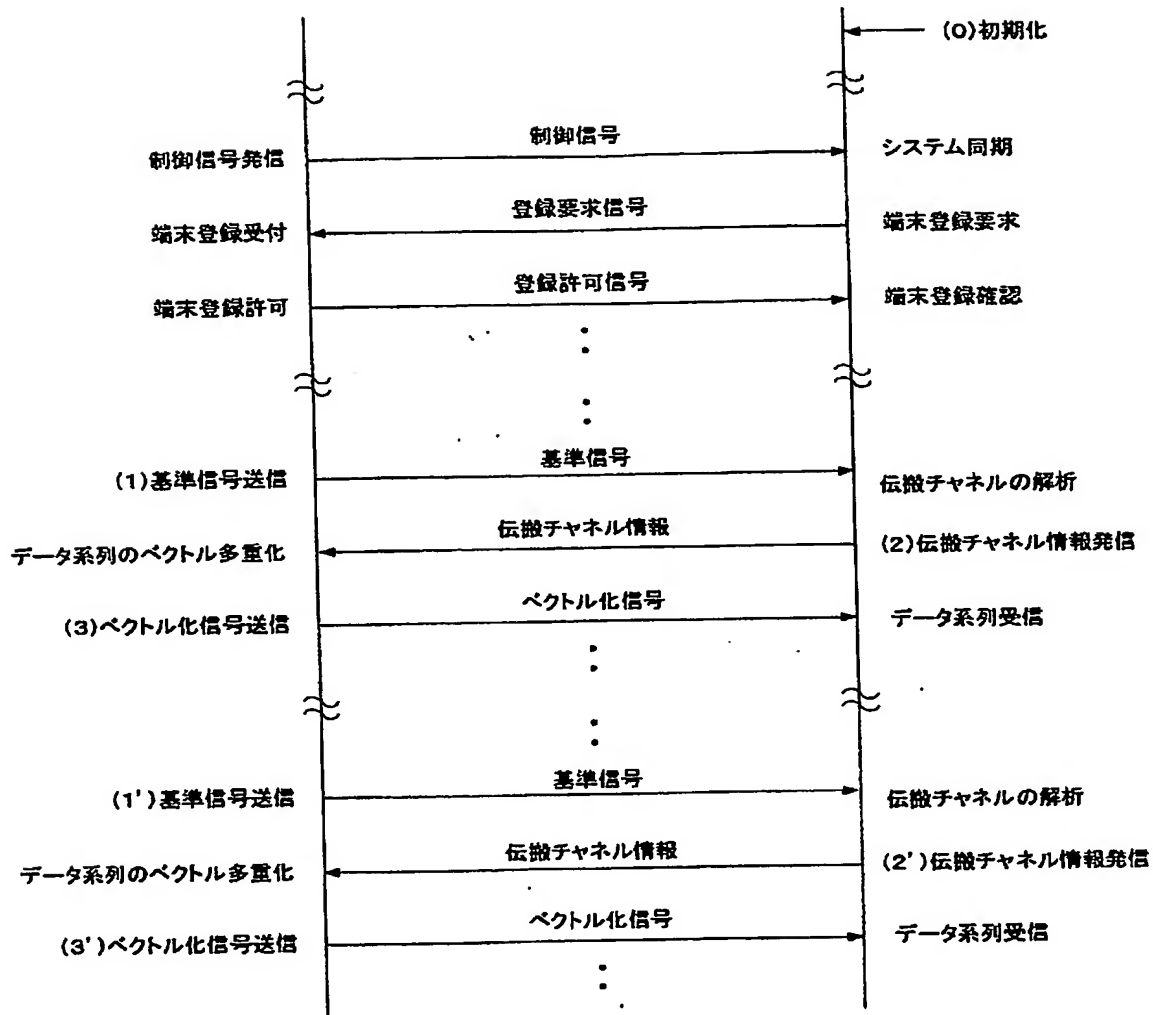 (0)初期化
制御信号
制御信号発信
システム同期
登録要求信号
端末登録受付
端末登録要求
登録許可信号
端末登録許可
端末登録確認
基準信号
(1)基準信号送信
伝搬チャネルの解析
伝搬チャネル情報
データ系列のベクトル多重化
(2)伝搬チャネル情報発信
ベクトル化信号
(3)ベクトル化信号送信
データ系列受信
基準信号
(1')基準信号送信
伝搬チャネルの解析
伝搬チャネル情報
データ系列のベクトル多重化
(2')伝搬チャネル情報発信
ベクトル化信号
(3')ベクトル化信号送信
データ系列受信